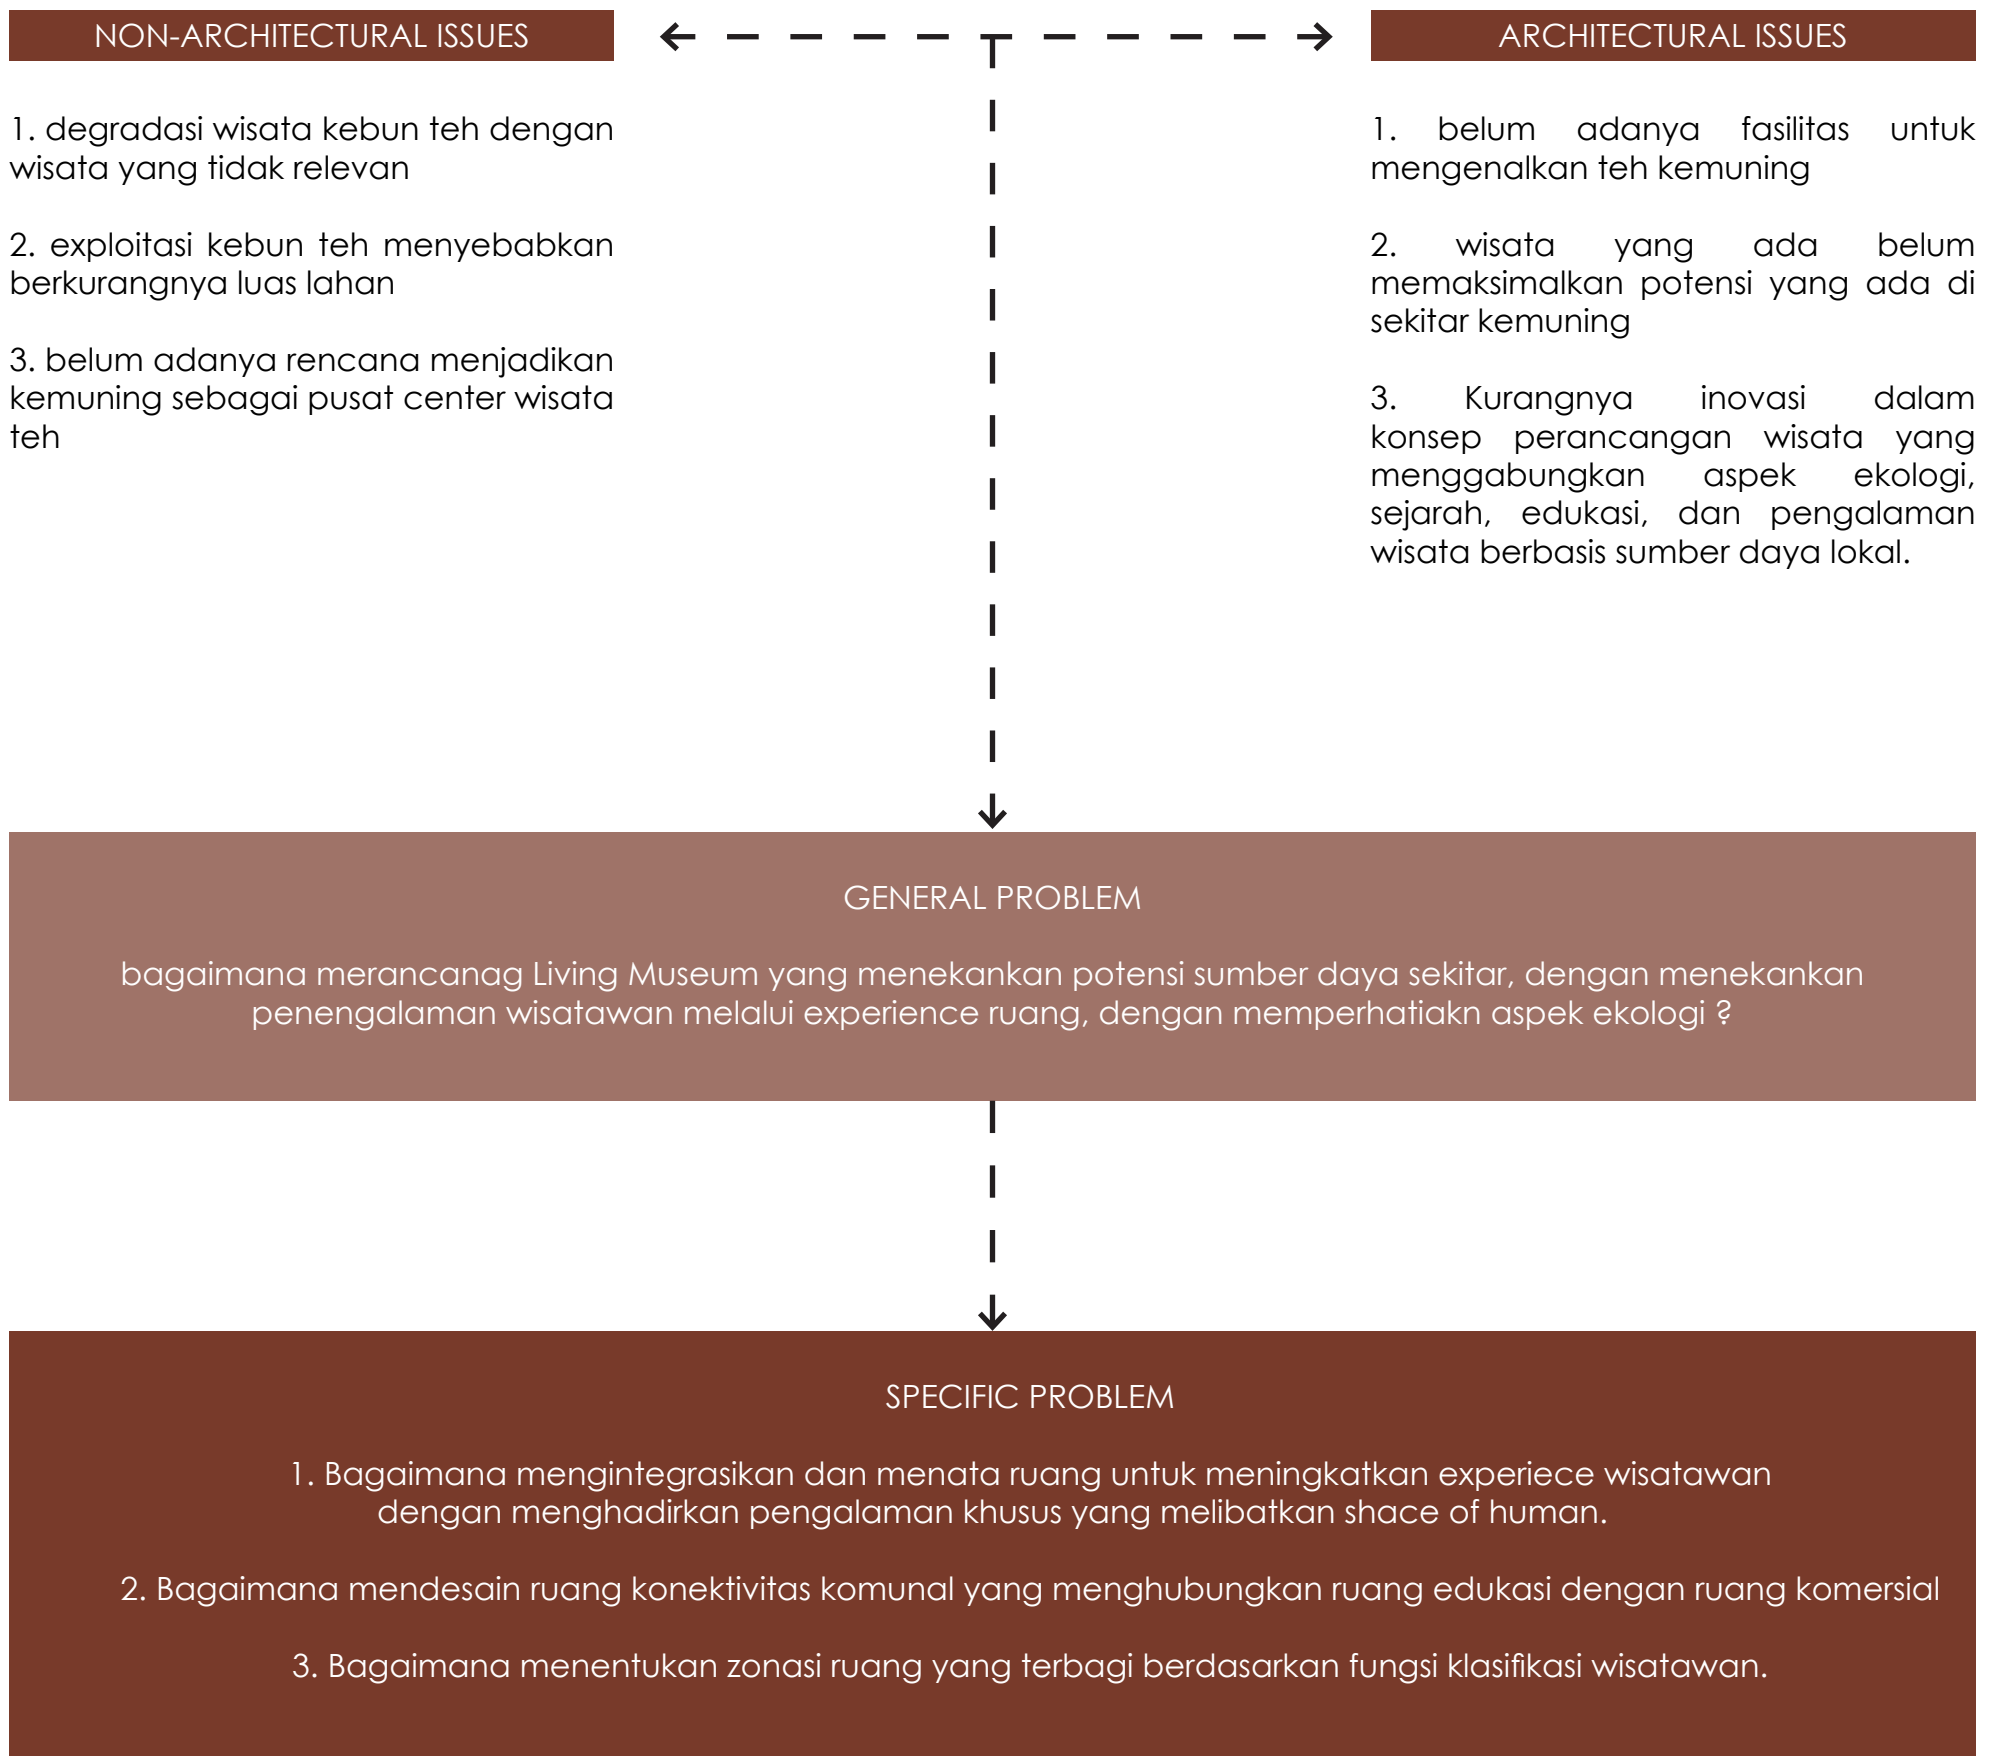 NON-ARCHITECTURAL ISSUES
1. degradasi wisata kebun teh dengan
wisata yang tidak relevan
2. exploitasi kebun teh menyebabkan
berkurangnya luas lahan
3. belum adanya rencana menjadikan
kemuning sebagai pusat center wisata
teh
ARCHITECTURAL ISSUES
1. belum adanya fasilitas untuk
mengenalkan teh kemuning
2. wisata yang ada belum
memaksimalkan potensi yang ada di
sekitar kemuning
3. Kurangnya inovasi dalam
konsep perancangan wisata yang
menggabungkan aspek ekologi,
sejarah, edukasi, dan pengalaman
wisata berbasis sumber daya lokal.
GENERAL PROBLEM
bagaimana merancanag Living Museum yang menekankan potensi sumber daya sekitar, dengan menekankan
penengalaman wisatawan melalui experience ruang, dengan memperhatiakn aspek ekologi ?
SPECIFIC PROBLEM
1. Bagaimana mengintegrasikan dan menata ruang untuk meningkatkan experiece wisatawan
dengan menghadirkan pengalaman khusus yang melibatkan shace of human.
2. Bagaimana mendesain ruang konektivitas komunal yang menghubungkan ruang edukasi dengan ruang komersial
3. Bagaimana menentukan zonasi ruang yang terbagi berdasarkan fungsi klasifikasi wisatawan.